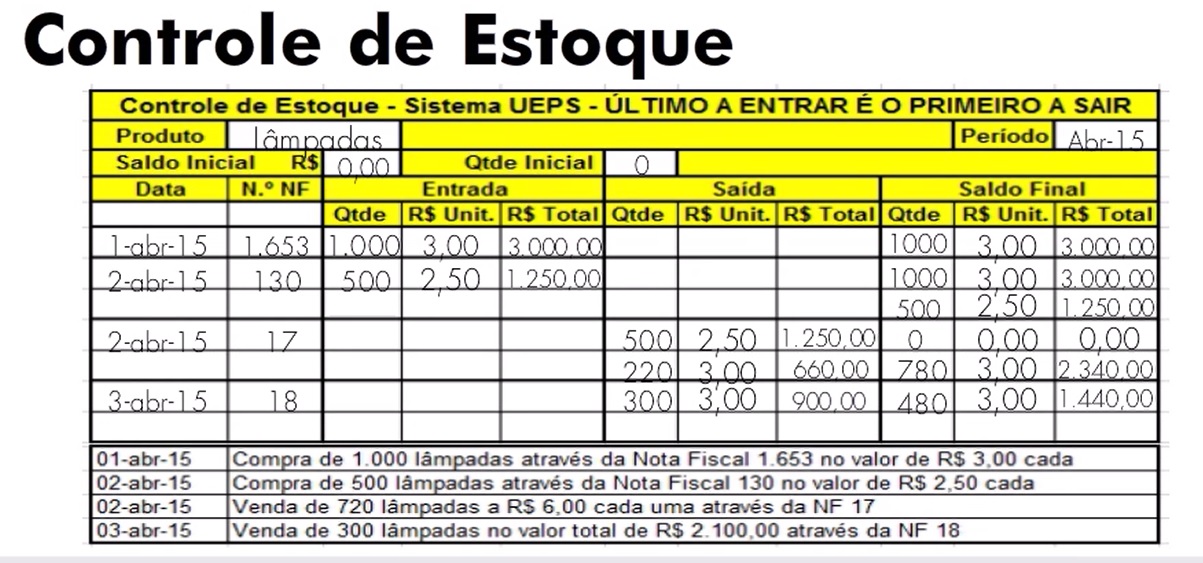 Controle de Estoque
Controle de Estoque - Sistema UEPS - ÚLTIMO A ENTRAR É O PRIMEIRO A SAIR
Produto lâmpadas Período Abr-15
Saldo Inicial R$ 0,00 Qtde Inicial 0
Data N.º NF Entrada Saída Saldo Final
Qtde R$ Unit. R$ Total Qtde R$ Unit. R$ Total Qtde R$ Unit. R$ Total
1-abr-15 1.653 1.000 3,00 3.000,00 1000 3,00 3.000,00
2-abr-15 130 500 2,50 1.250,00 1000 3,00 3.000,00
500 2,50 1.250,00
2-abr-15 17 500 2,50 1.250,00 0 0,00 0,00
220 3,00 660,00 780 3,00 2.340,00
3-abr-15 18 300 3,00 900,00 480 3,00 1.440,00
01-abr-15 Compra de 1.000 lâmpadas através da Nota Fiscal 1.653 no valor de R$ 3,00 cada
02-abr-15 Compra de 500 lâmpadas através da Nota Fiscal 130 no valor de R$ 2,50 cada
02-abr-15 Venda de 720 lâmpadas a R$ 6,00 cada uma através da NF 17
03-abr-15 Venda de 300 lâmpadas no valor total de R$ 2.100,00 através da NF 18